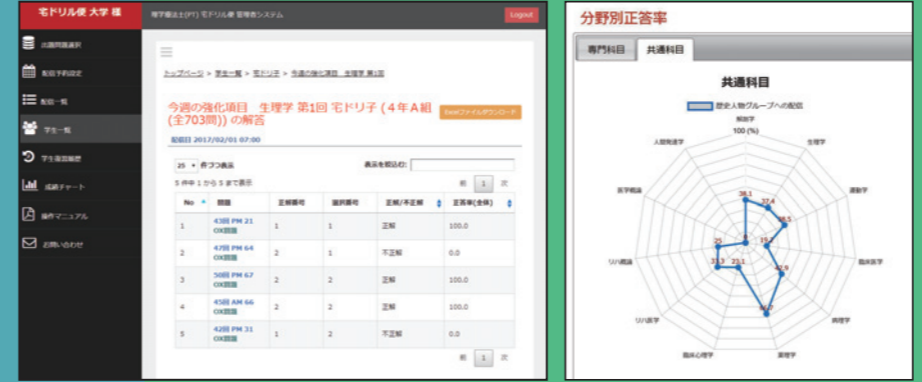 宅ドリル便 大学 様
理学療法士(PT) 宅ドリル便 管理者システム
Logout
出題問題選択
配信予約設定
配信一覧
学生一覧
学生画面履歴
成績チャート
操作マニュアル
お問い合わせ
トップページ > 学生一覧 > 宅ドリ子 > 今週の強化項目 生理学 第1回
今週の強化項目 生理学 第1回 宅ドリ子 (４年Ａ組
(全703問)) の解答
Excelファイルダウンロード
配信日 2017/02/01 07:00
25 件づつ表示
表示を絞込む:
5 件中 1 から 5 まで表示
前 1 次
No 問題 正解番号 選択番号 正解/不正解 正答率(全体)
1 43回 PM 21 OX問題 1 1 正解 100.0
2 47回 PM 64 OX問題 1 1 不正解 0.0
3 50回 PM 67 OX問題 2 2 正解 100.0
4 45回 AM 66 OX問題 2 2 正解 100.0
5 42回 PM 31 OX問題 1 2 不正解 0.0
前 1 次
分野別正答率
専門科目 共通科目
共通科目
歴史人物グループへの配信
解剖学
100 (%)
人間発達学 生理学
医学概論 運動学
38.1 37.4
25
リハ概論 臨床医学
33.3 23.1
リハ医学 病理学
臨床心理学 薬理学